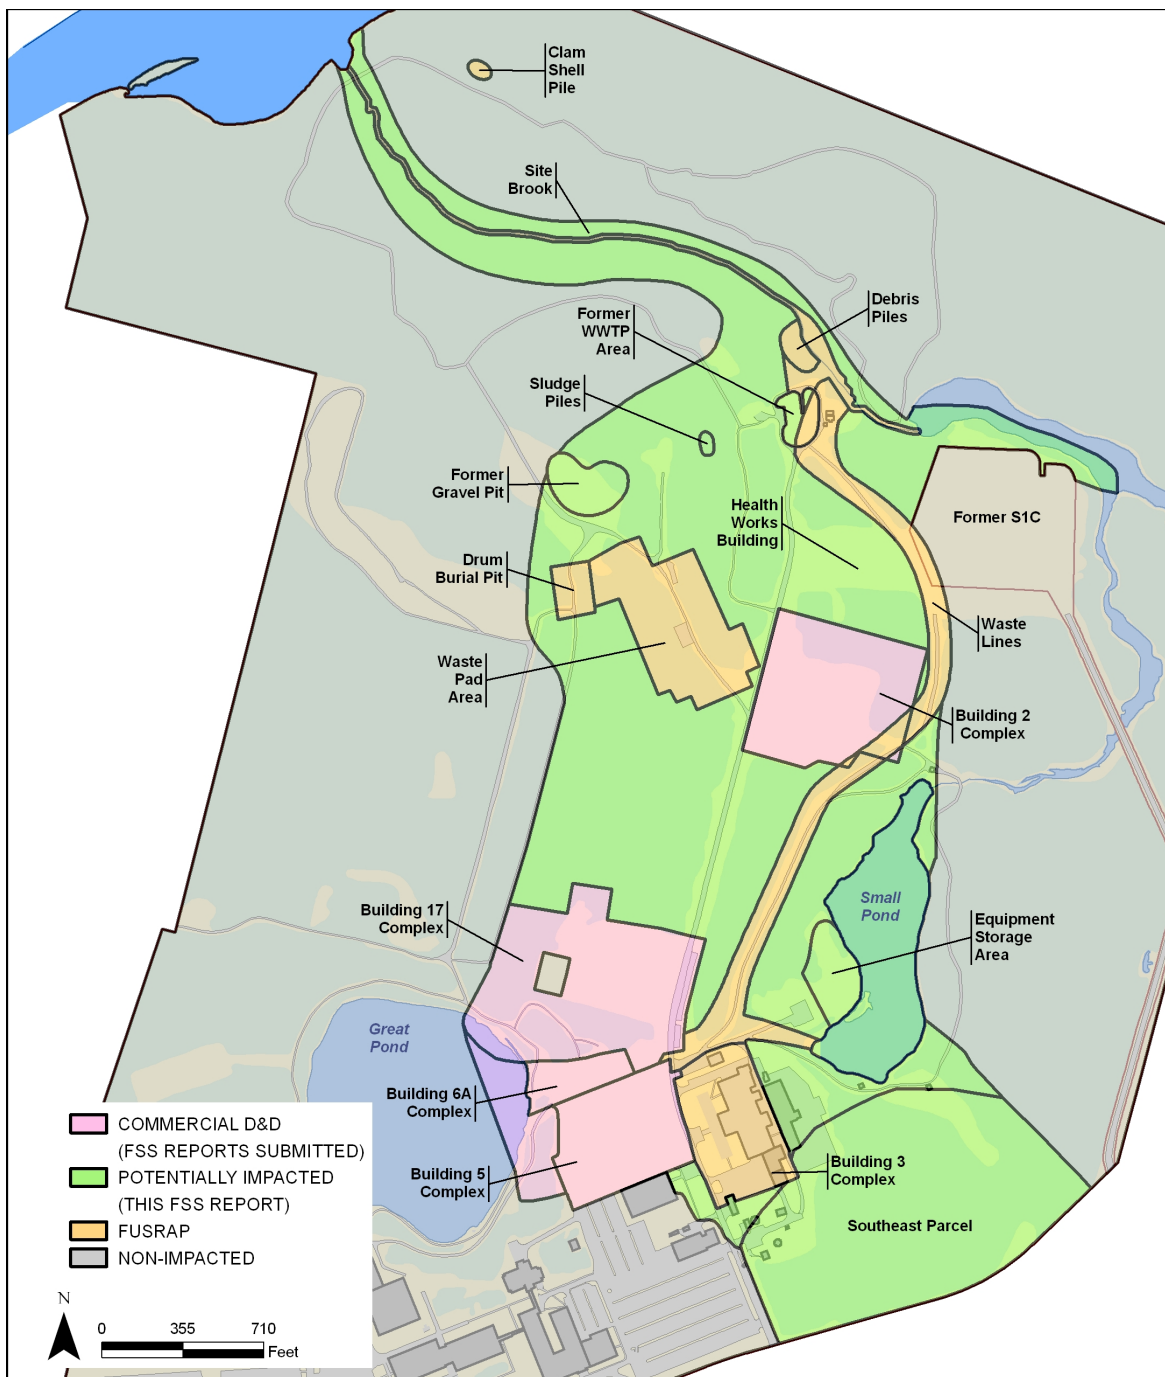 Clam
Shell
Pile
Site
Brook
Debris
Piles
Former
WWTP
Area
Sludge
Piles
Former
Gravel Pit
Health
Works
Building
Former S1C
Drum
Burial Pit
Waste
Lines
Waste
Pad
Area
Building 2
Complex
Building 17
Complex
Small
Pond
Equipment
Storage
Area
Great
Pond
Building 6A
Complex
Building 5
Complex
Building 3
Complex
Southeast Parcel
COMMERCIAL D&D
(FSS REPORTS SUBMITTED)
POTENTIALLY IMPACTED
(THIS FSS REPORT)
FUSRAP
NON-IMPACTED
N
0 355 710
Feet